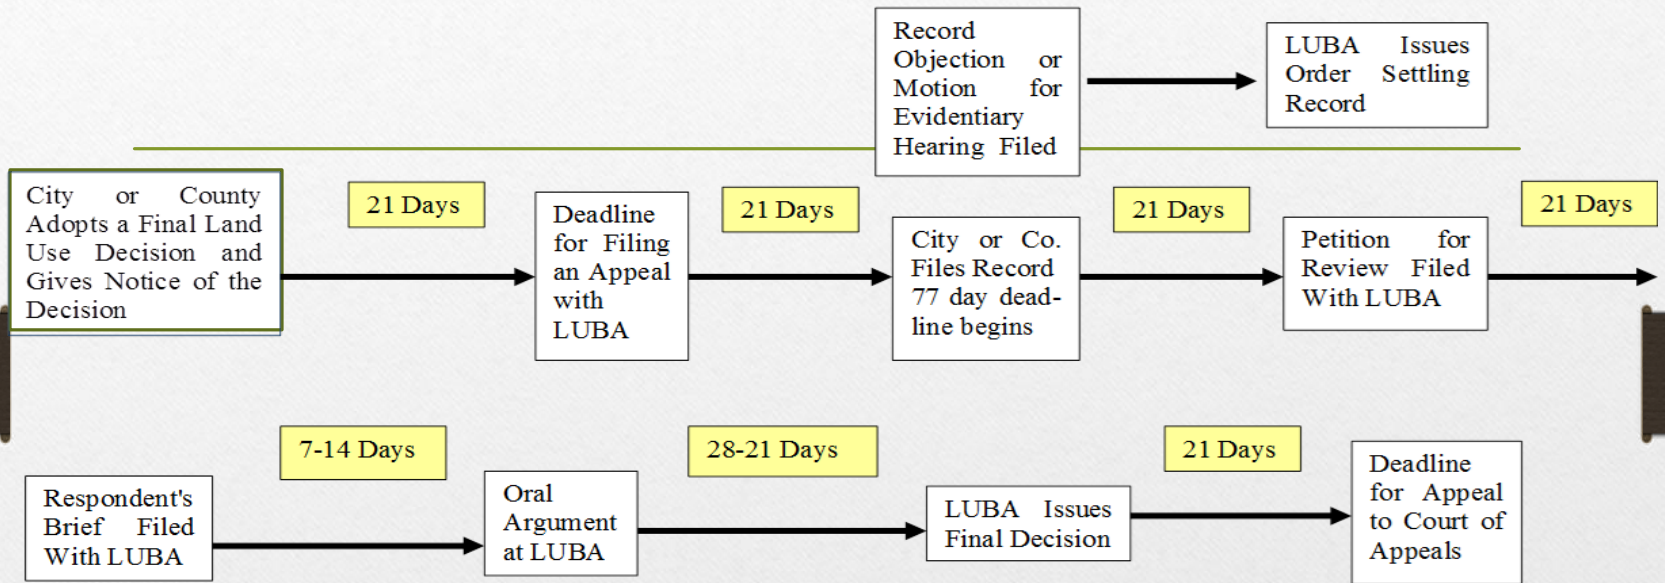 Record
Objection or
Motion for
Evidentiary
Hearing Filed
LUBA Issues
Order Settling
Record
City or County
Adopts a Final Land
Use Decision and
Gives Notice of the
Decision
21 Days
Deadline
for Filing
an Appeal
with
LUBA
21 Days
City or Co.
Files Record
77 day dead-
line begins
21 Days
Petition for
Review Filed
With LUBA
21 Days
Respondent's
Brief Filed
With LUBA
7-14 Days
Oral
Argument
at LUBA
28-21 Days
LUBA Issues
Final Decision
21 Days
Deadline
for Appeal
to Court of
Appeals